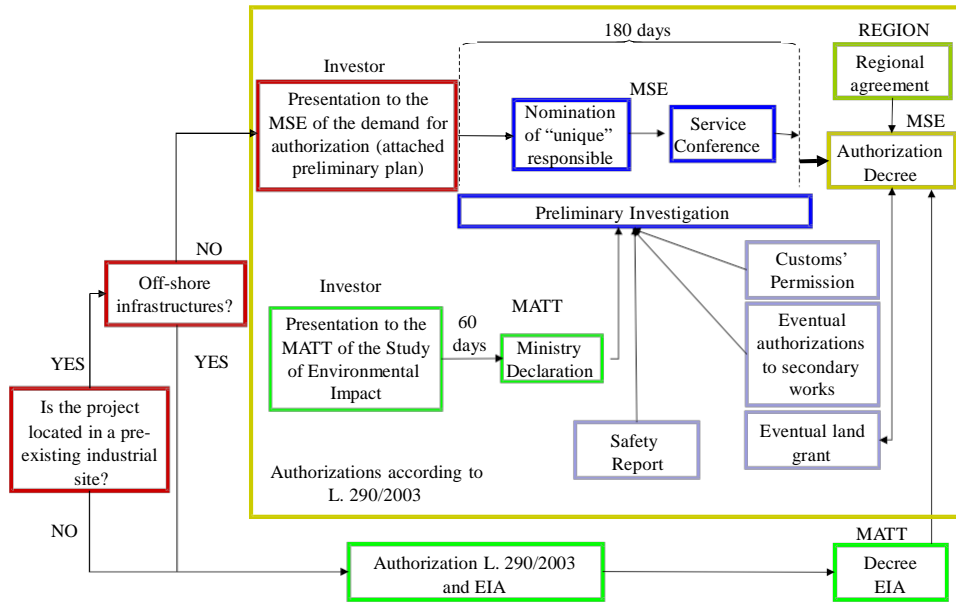 180 days
REGION
Investor
Regional
agreement
Presentation to the
MSE of the demand for
authorization (attached
preliminary plan)
MSE
Nomination
of “unique”
responsible
Service
Conference
MSE
Authorization
Decree
Preliminary Investigation
NO
Off-shore
infrastructures?
Customs’
Permission
Investor
MATT
Presentation to the
MATT of the Study
of Environmental
Impact
60
days
Ministry
Declaration
Eventual
authorizations
to secondary
works
YES
YES
Is the project
located in a pre-
existing industrial
site?
Safety
Report
Eventual land
grant
Authorizations according to
L. 290/2003
NO
MATT
Authorization L. 290/2003
and EIA
Decree
EIA